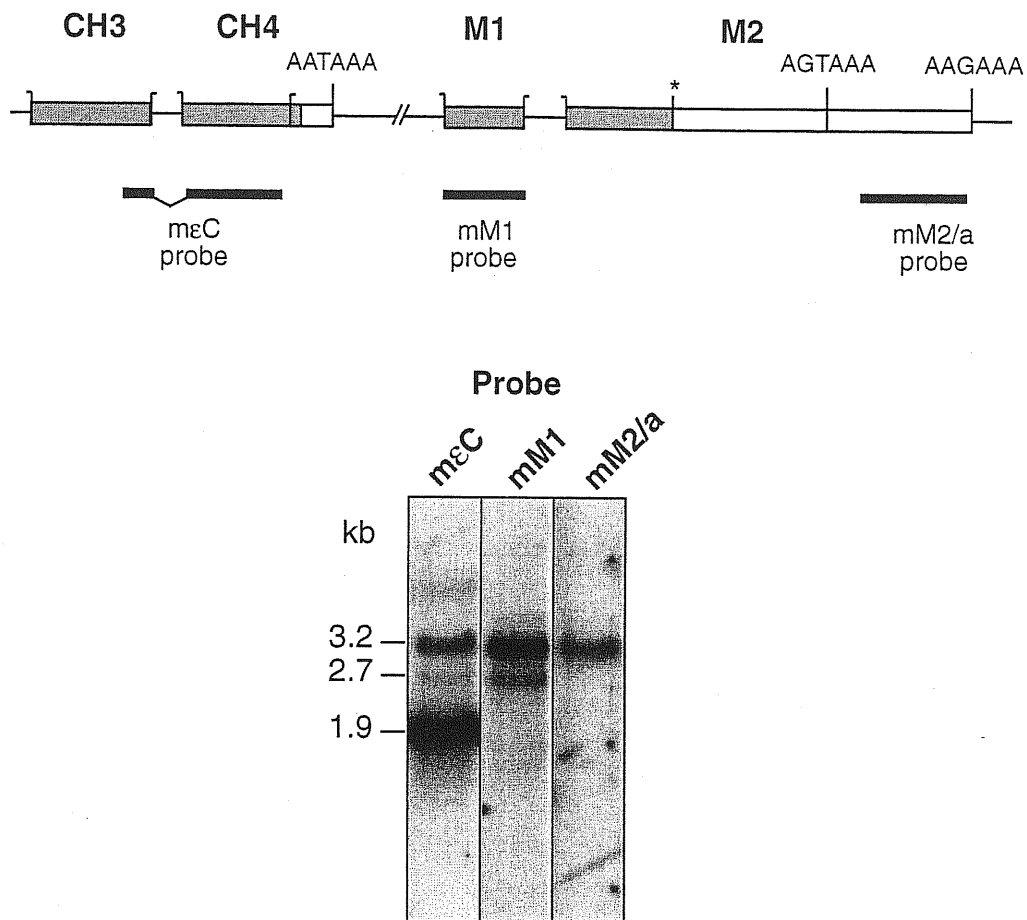 CH3 CH4 M1 M2
AATAAA AGTAAA AAGAAA
*
mεC
probe
mM1
probe
mM2/a
probe
Probe
mεC mM1 mM2/a
kb
3.2
2.7
1.9